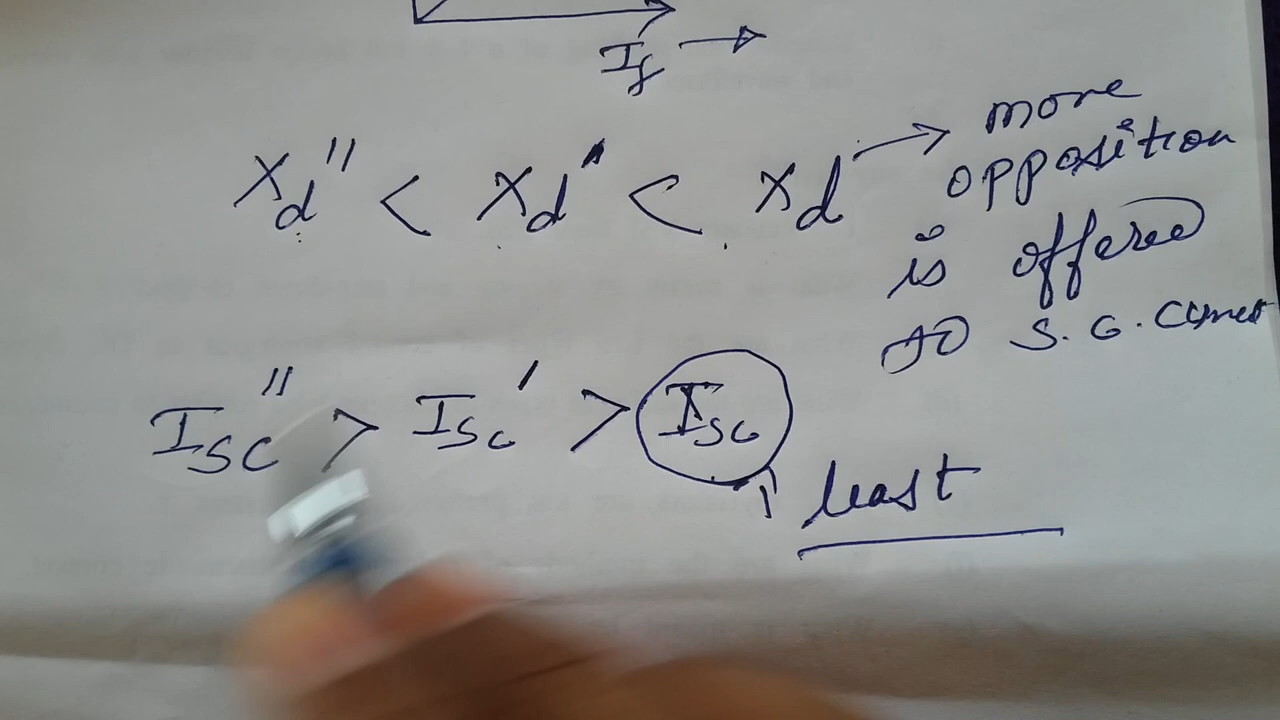 If →
Xd'' < Xd' < Xd → more
opposition
is offered
to S.C. Current
Isc'' > Isc' > Isc
least